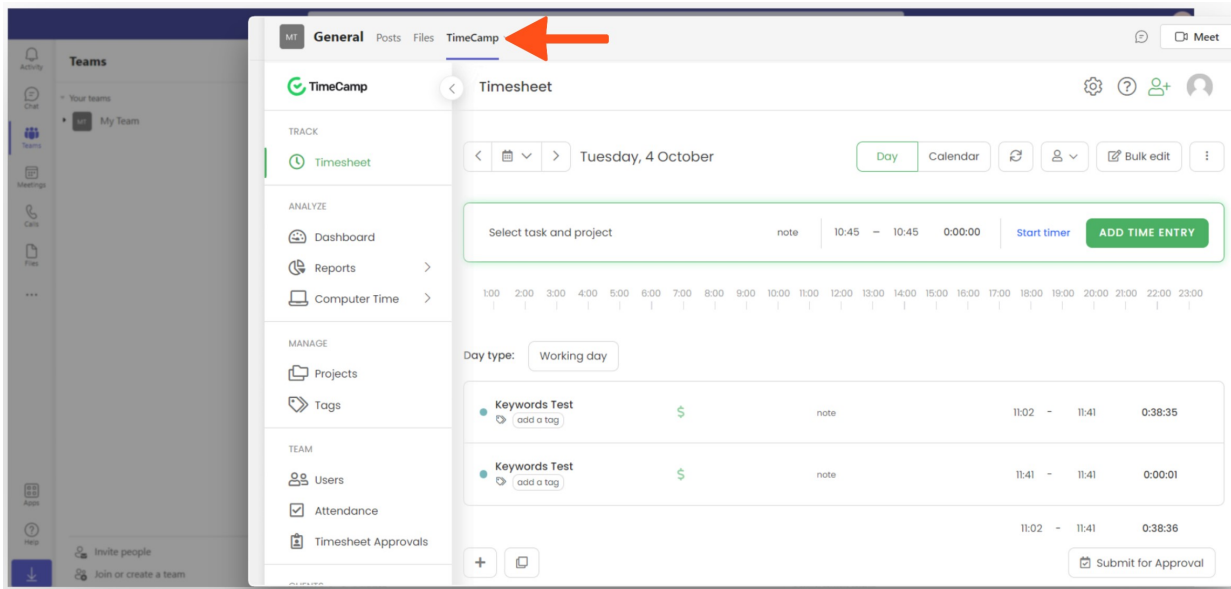 Activity
Chat
Teams
Meetings
Calls
Files
Apps
Help
Teams
Your teams
MT My Team
Invite people
Join or create a team
MT General Posts Files TimeCamp
Meet
TimeCamp
TRACK
Timesheet
ANALYZE
Dashboard
Reports
Computer Time
MANAGE
Projects
Tags
TEAM
Users
Attendance
Timesheet Approvals
Timesheet
Tuesday, 4 October Day Calendar Bulk edit
Select task and project note 10:45 – 10:45 0:00:00 Start timer ADD TIME ENTRY
1:00 2:00 3:00 4:00 5:00 6:00 7:00 8:00 9:00 10:00 11:00 12:00 13:00 14:00 15:00 16:00 17:00 18:00 19:00 20:00 21:00 22:00 23:00
Day type: Working day
Keywords Test
add a tag
$ note 11:02 - 11:41 0:38:35
Keywords Test
add a tag
$ note 11:41 - 11:41 0:00:01
11:02 - 11:41 0:38:36
Submit for Approval